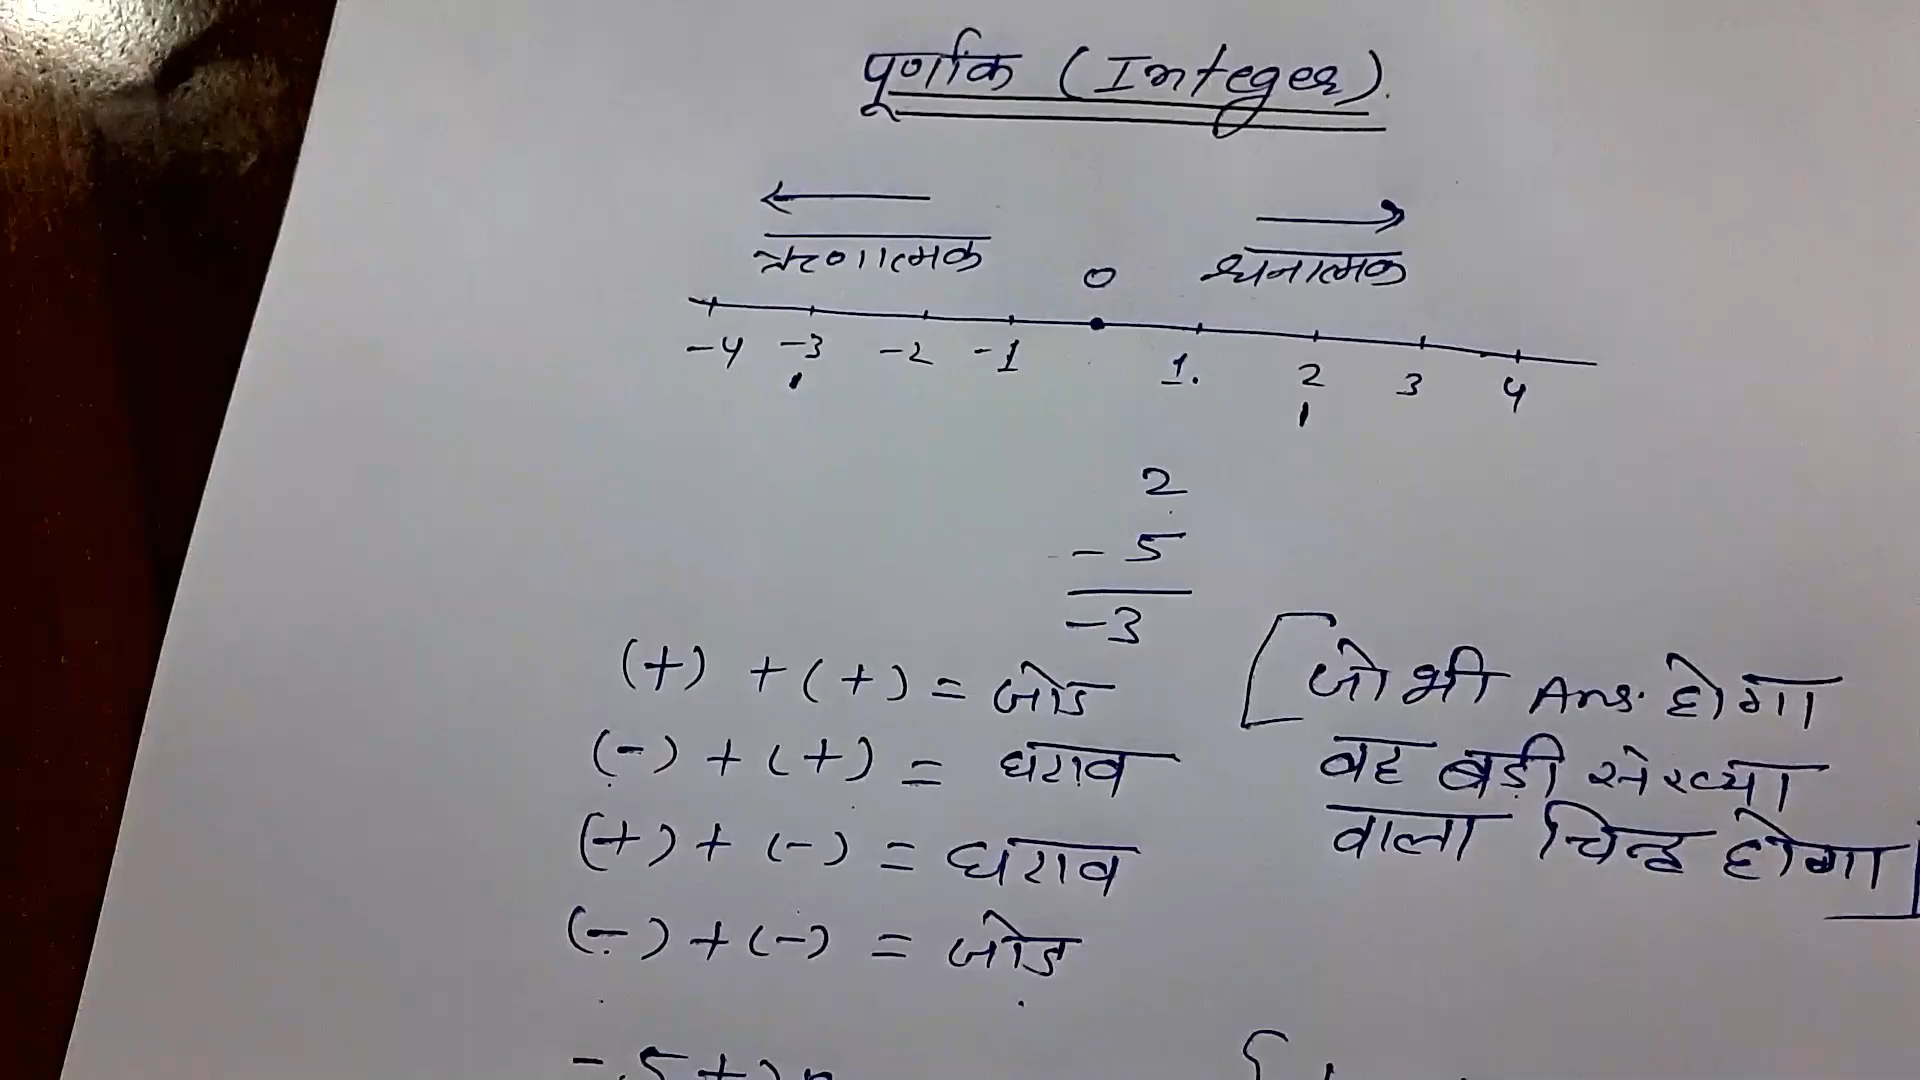 पूर्णांक (Integer).
ऋणात्मक 0 धनात्मक
-4 -3 -2 -1 1. 2 3 4
2
- 5
-3
(+) + (+) = जोड
(-) + (+) = घटाव
(+) + (-) = घटाव
(-) + (-) = जोड
[जो भी Ans. होगा
वह बड़ी संख्या
वाला चिन्ह होगा]